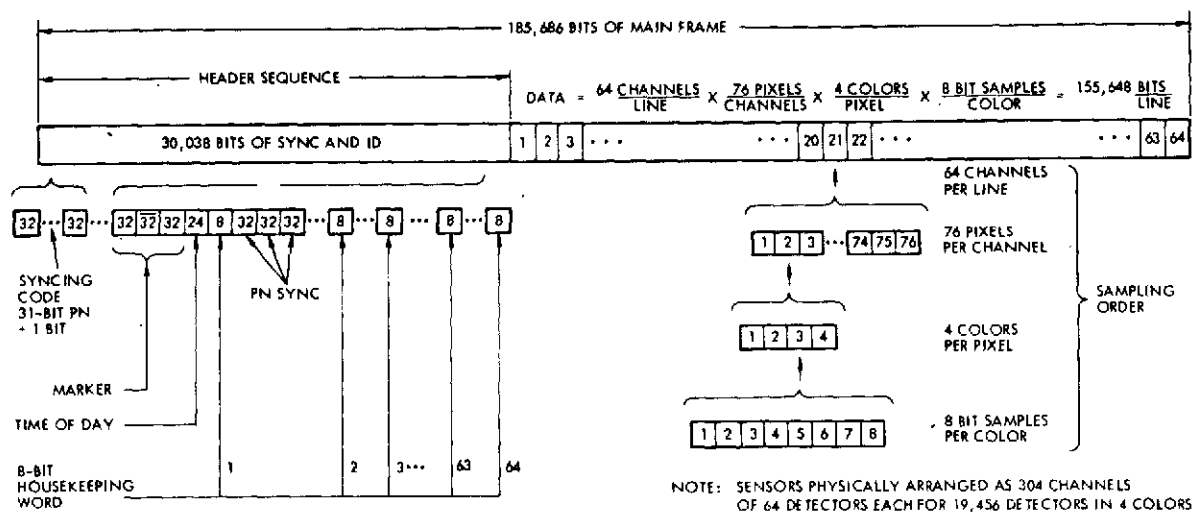 185,686 BITS OF MAIN FRAME
HEADER SEQUENCE
DATA = 64 CHANNELS/LINE X 76 PIXELS/CHANNELS X 4 COLORS/PIXEL X 8 BIT SAMPLES/COLOR = 155,648 BITS/LINE
30,038 BITS OF SYNC AND ID 1 2 3 ••• ••• 20 21 22 ••• ••• 63 64
32 ••• 32 ••• 32 3̅2̅ 32 24 8 32 32 32 ••• 8 ••• 8 ••• 8 ••• 8
SYNCING
CODE
31-BIT PN
+ 1 BIT
PN SYNC
MARKER
TIME OF DAY
8-BIT
HOUSEKEEPING
WORD
1 2 3••• 63 64
64 CHANNELS
PER LINE
1 2 3 ••• 74 75 76
76 PIXELS
PER CHANNEL
1 2 3 4
4 COLORS
PER PIXEL
1 2 3 4 5 6 7 8
8 BIT SAMPLES
PER COLOR
SAMPLING
ORDER
NOTE: SENSORS PHYSICALLY ARRANGED AS 304 CHANNELS
OF 64 DETECTORS EACH FOR 19,456 DETECTORS IN 4 COLORS